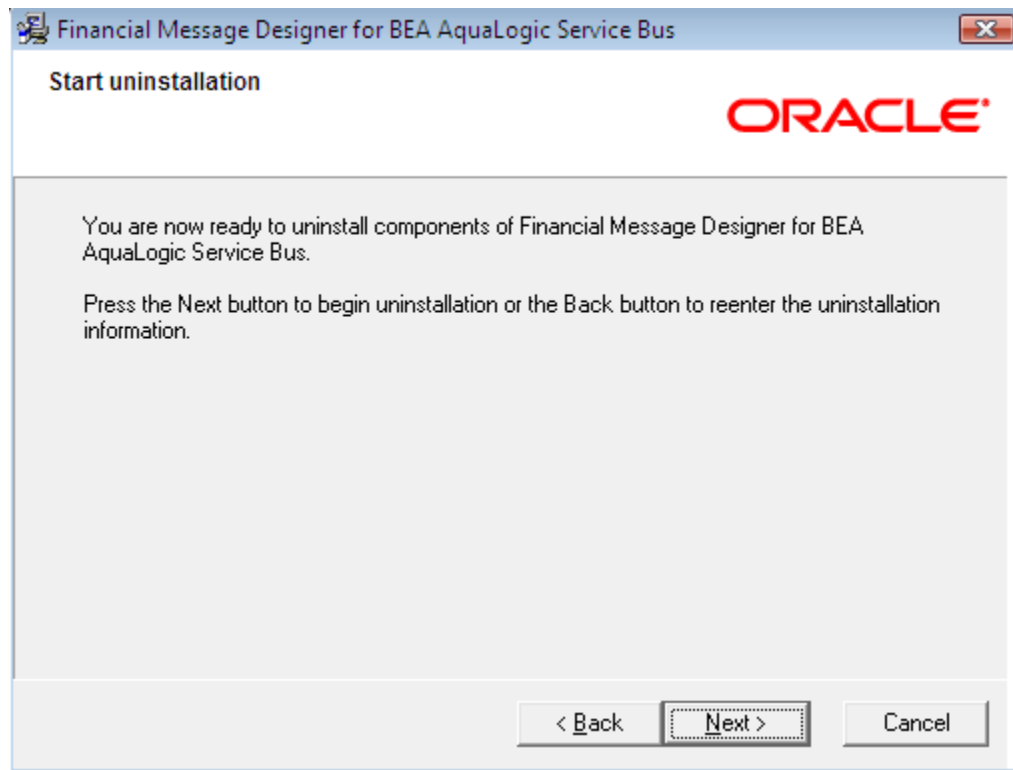 Financial Message Designer for BEA AquaLogic Service Bus
Start uninstallation
ORACLE
You are now ready to uninstall components of Financial Message Designer for BEA
AquaLogic Service Bus.
Press the Next button to begin uninstallation or the Back button to reenter the uninstallation
information.
< Back
Next >
Cancel